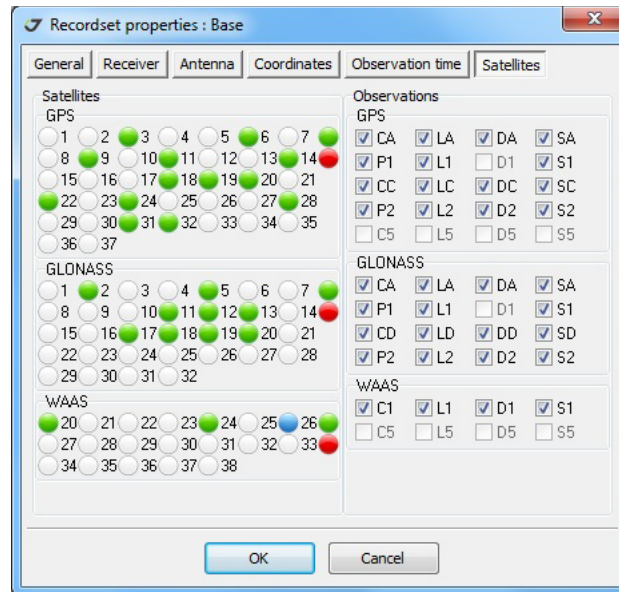 Recordset properties : Base
General Receiver Antenna Coordinates Observation time Satellites
Satellites
GPS
1 2 3 4 5 6 7
8 9 10 11 12 13 14
15 16 17 18 19 20 21
22 23 24 25 26 27 28
29 30 31 32 33 34 35
36 37
GLONASS
1 2 3 4 5 6 7
8 9 10 11 12 13 14
15 16 17 18 19 20 21
22 23 24 25 26 27 28
29 30 31 32
WAAS
20 21 22 23 24 25 26
27 28 29 30 31 32 33
34 35 36 37 38
Observations
GPS
CA LA DA SA
P1 L1 D1 S1
CC LC DC SC
P2 L2 D2 S2
C5 L5 D5 S5
GLONASS
CA LA DA SA
P1 L1 D1 S1
CD LD DD SD
P2 L2 D2 S2
WAAS
C1 L1 D1 S1
C5 L5 D5 S5
OK Cancel